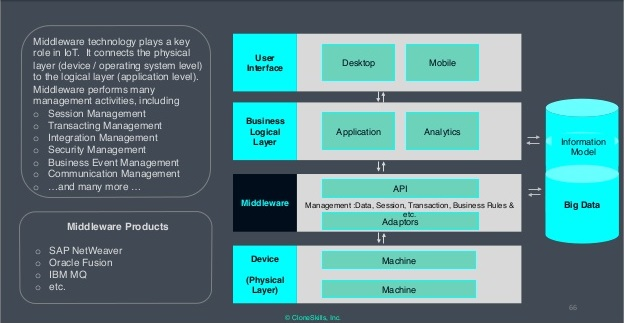 Middleware technology plays a key
role in IoT. It connects the physical
layer (device / operating system level)
to the logical layer (application level).
Middleware performs many
management activities, including
o Session Management
o Transacting Management
o Integration Management
o Security Management
o Business Event Management
o Communication Management
o …and many more …
Middleware Products
o SAP NetWeaver
o Oracle Fusion
o IBM MQ
o etc.
User
Interface
Desktop
Mobile
Business
Logical
Layer
Application
Analytics
Middleware
API
Management :Data, Session, Transaction, Business Rules &
etc.
Adaptors
Device
(Physical
Layer)
Machine
Machine
Information
Model
Big Data
66
© CloneSkills, Inc.